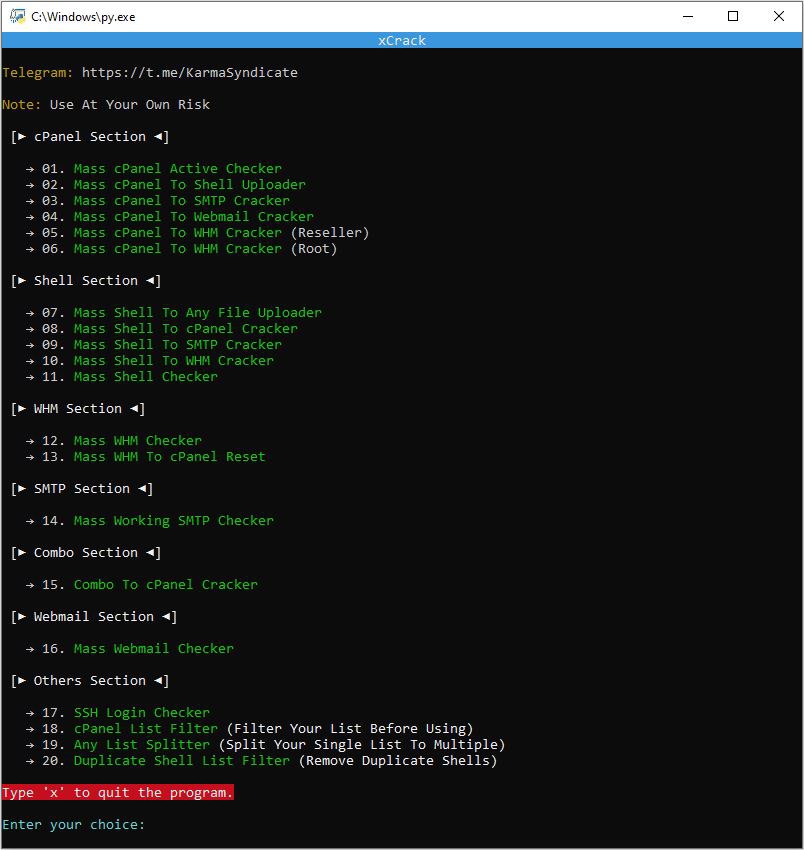 C:\Windows\py.exe
xCrack
Telegram: https://t.me/KarmaSyndicate
Note: Use At Your Own Risk
[► cPanel Section ◄]
→ 01. Mass cPanel Active Checker
→ 02. Mass cPanel To Shell Uploader
→ 03. Mass cPanel To SMTP Cracker
→ 04. Mass cPanel To Webmail Cracker
→ 05. Mass cPanel To WHM Cracker (Reseller)
→ 06. Mass cPanel To WHM Cracker (Root)
[► Shell Section ◄]
→ 07. Mass Shell To Any File Uploader
→ 08. Mass Shell To cPanel Cracker
→ 09. Mass Shell To SMTP Cracker
→ 10. Mass Shell To WHM Cracker
→ 11. Mass Shell Checker
[► WHM Section ◄]
→ 12. Mass WHM Checker
→ 13. Mass WHM To cPanel Reset
[► SMTP Section ◄]
→ 14. Mass Working SMTP Checker
[► Combo Section ◄]
→ 15. Combo To cPanel Cracker
[► Webmail Section ◄]
→ 16. Mass Webmail Checker
[► Others Section ◄]
→ 17. SSH Login Checker
→ 18. cPanel List Filter (Filter Your List Before Using)
→ 19. Any List Splitter (Split Your Single List To Multiple)
→ 20. Duplicate Shell List Filter (Remove Duplicate Shells)
Type 'x' to quit the program.
Enter your choice: